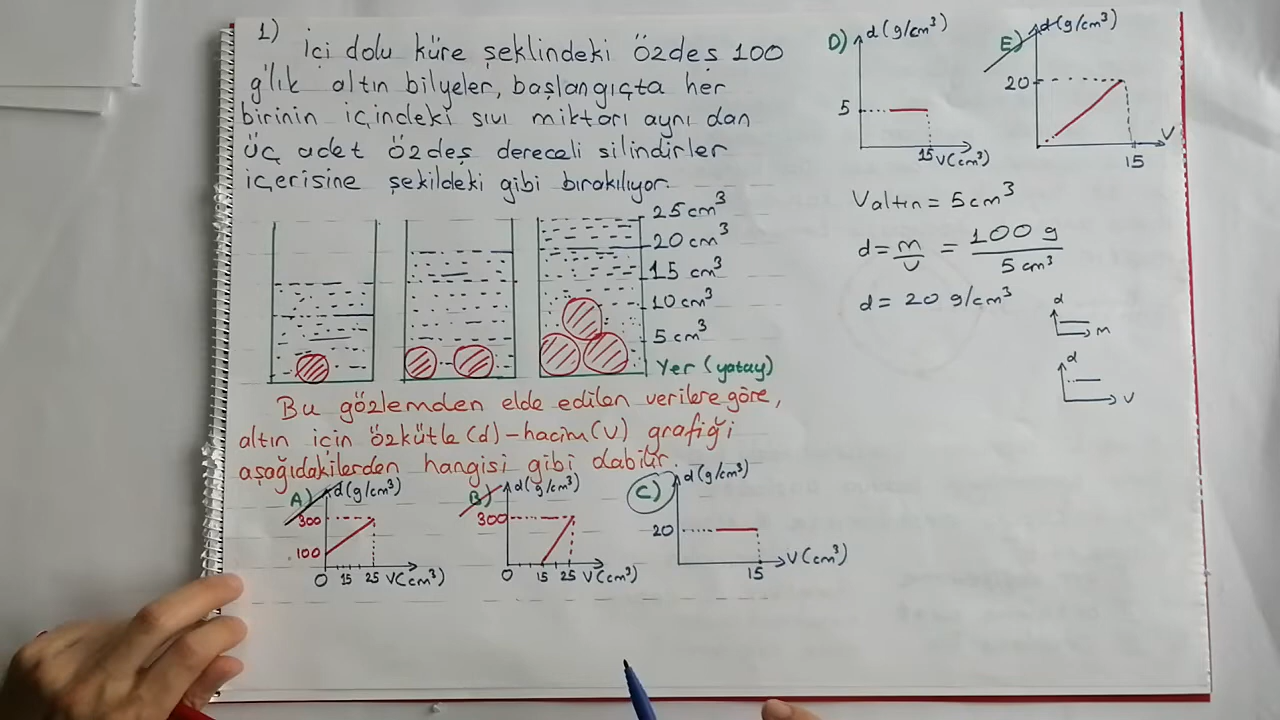 1)
İçi dolu küre şeklindeki özdeş 100
g'lık altın bilyeler, başlangıçta her
birinin içindeki sıvı miktarı aynı olan
üç adet özdeş dereceli silindirler
içerisine şekildeki gibi bırakılıyor.
25 cm³
20 cm³
15 cm³
10 cm³
5 cm³
Yer (yatay)
Bu gözlemden elde edilen verilere göre,
altın için özkütle(d)-hacim(V) grafiği
aşağıdakilerden hangisi gibi olabilir.
A) d(g/cm³)
300
100
0 15 25 V(cm³)
B) d(g/cm³)
300
0 15 25 V(cm³)
C) d(g/cm³)
20
15 V(cm³)
D) d(g/cm³)
5
15 V(cm³)
E) d(g/cm³)
20
15 V
Valtın = 5cm³
d = m/V = 100 g/5 cm³
d = 20 g/cm³
d
m
d
V